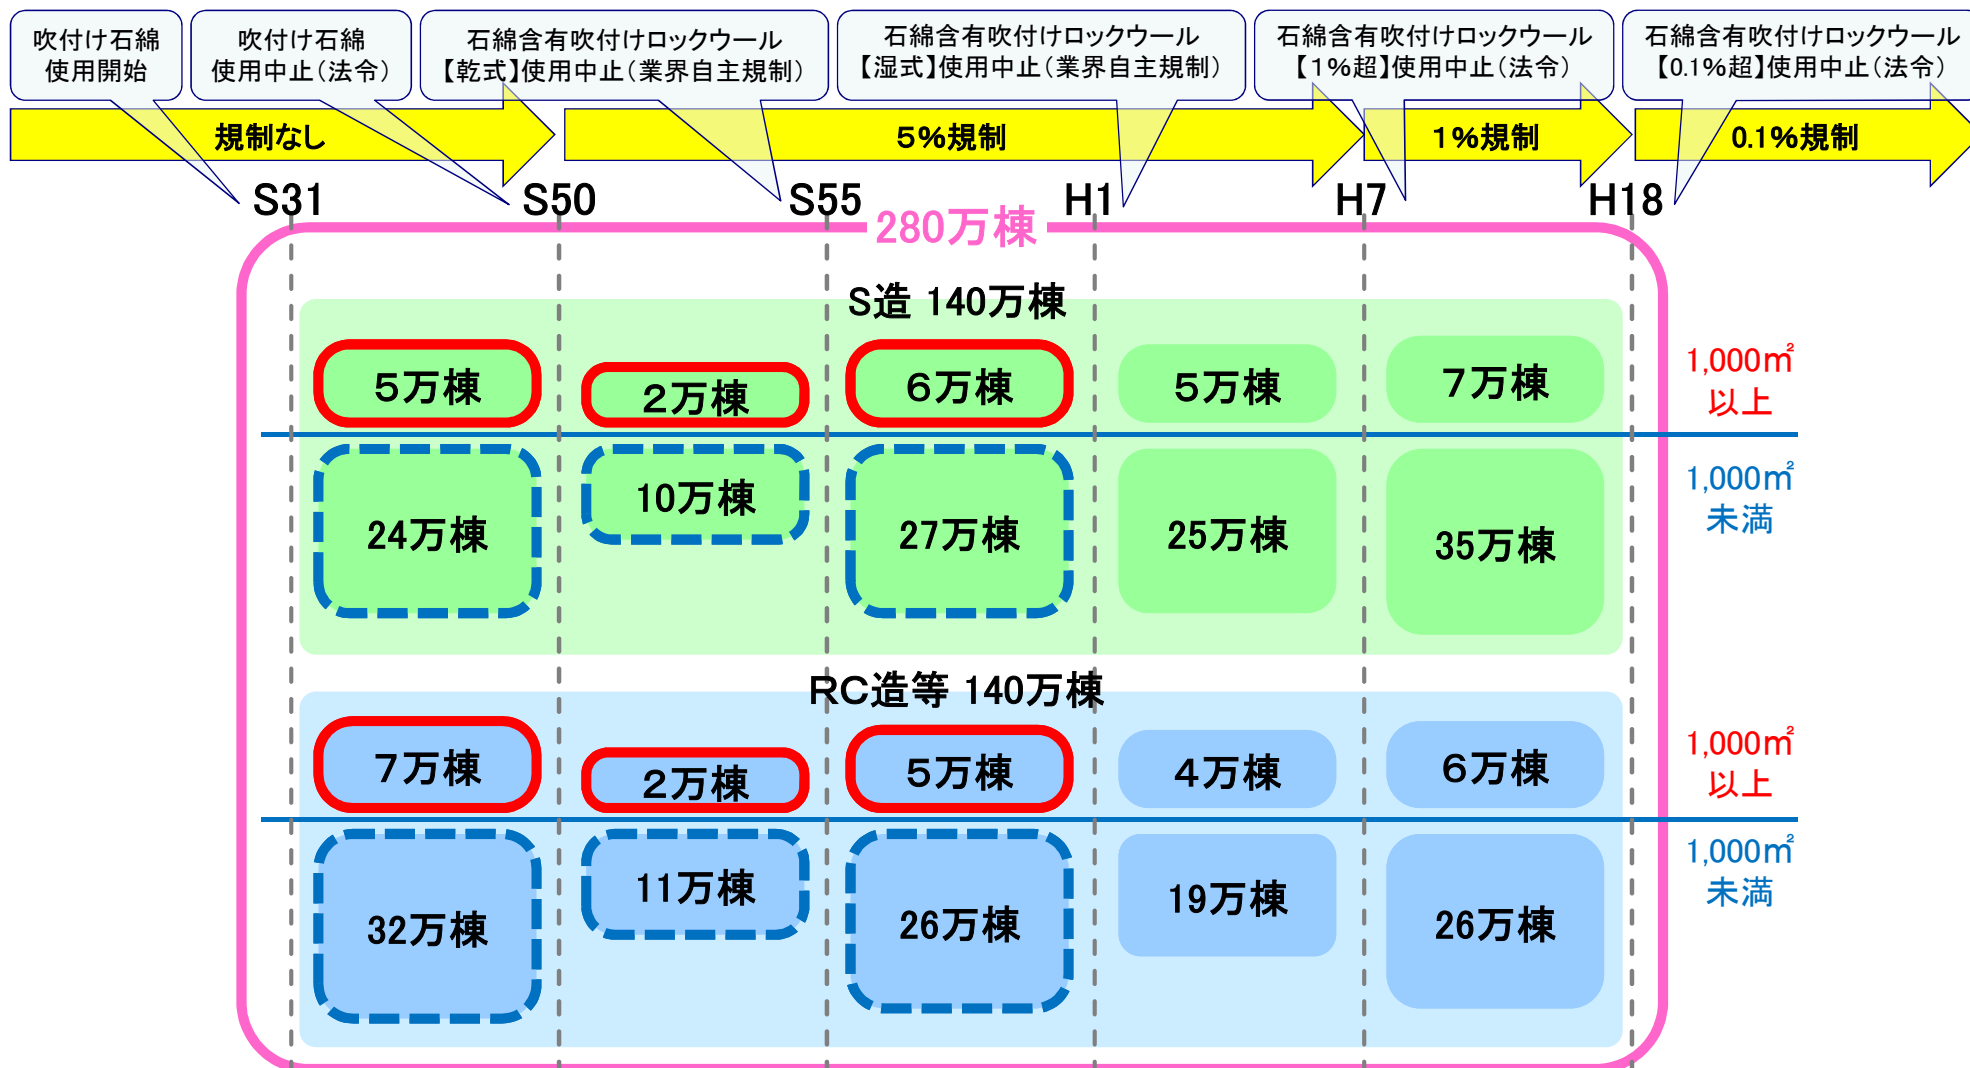 吹付け石綿
使用開始
吹付け石綿
使用中止（法令）
石綿含有吹付けロックウール
【乾式】使用中止（業界自主規制）
石綿含有吹付けロックウール
【湿式】使用中止（業界自主規制）
石綿含有吹付けロックウール
【１％超】使用中止（法令）
石綿含有吹付けロックウール
【0.1％超】使用中止（法令）
規制なし
５％規制
１％規制
0.1％規制
S31
S50
S55
H1
H7
H18
280万棟
S造 140万棟
５万棟
２万棟
６万棟
５万棟
７万棟
1,000㎡
以上
24万棟
10万棟
27万棟
25万棟
35万棟
1,000㎡
未満
ＲＣ造等 140万棟
７万棟
２万棟
５万棟
４万棟
６万棟
1,000㎡
以上
32万棟
11万棟
26万棟
19万棟
26万棟
1,000㎡
未満